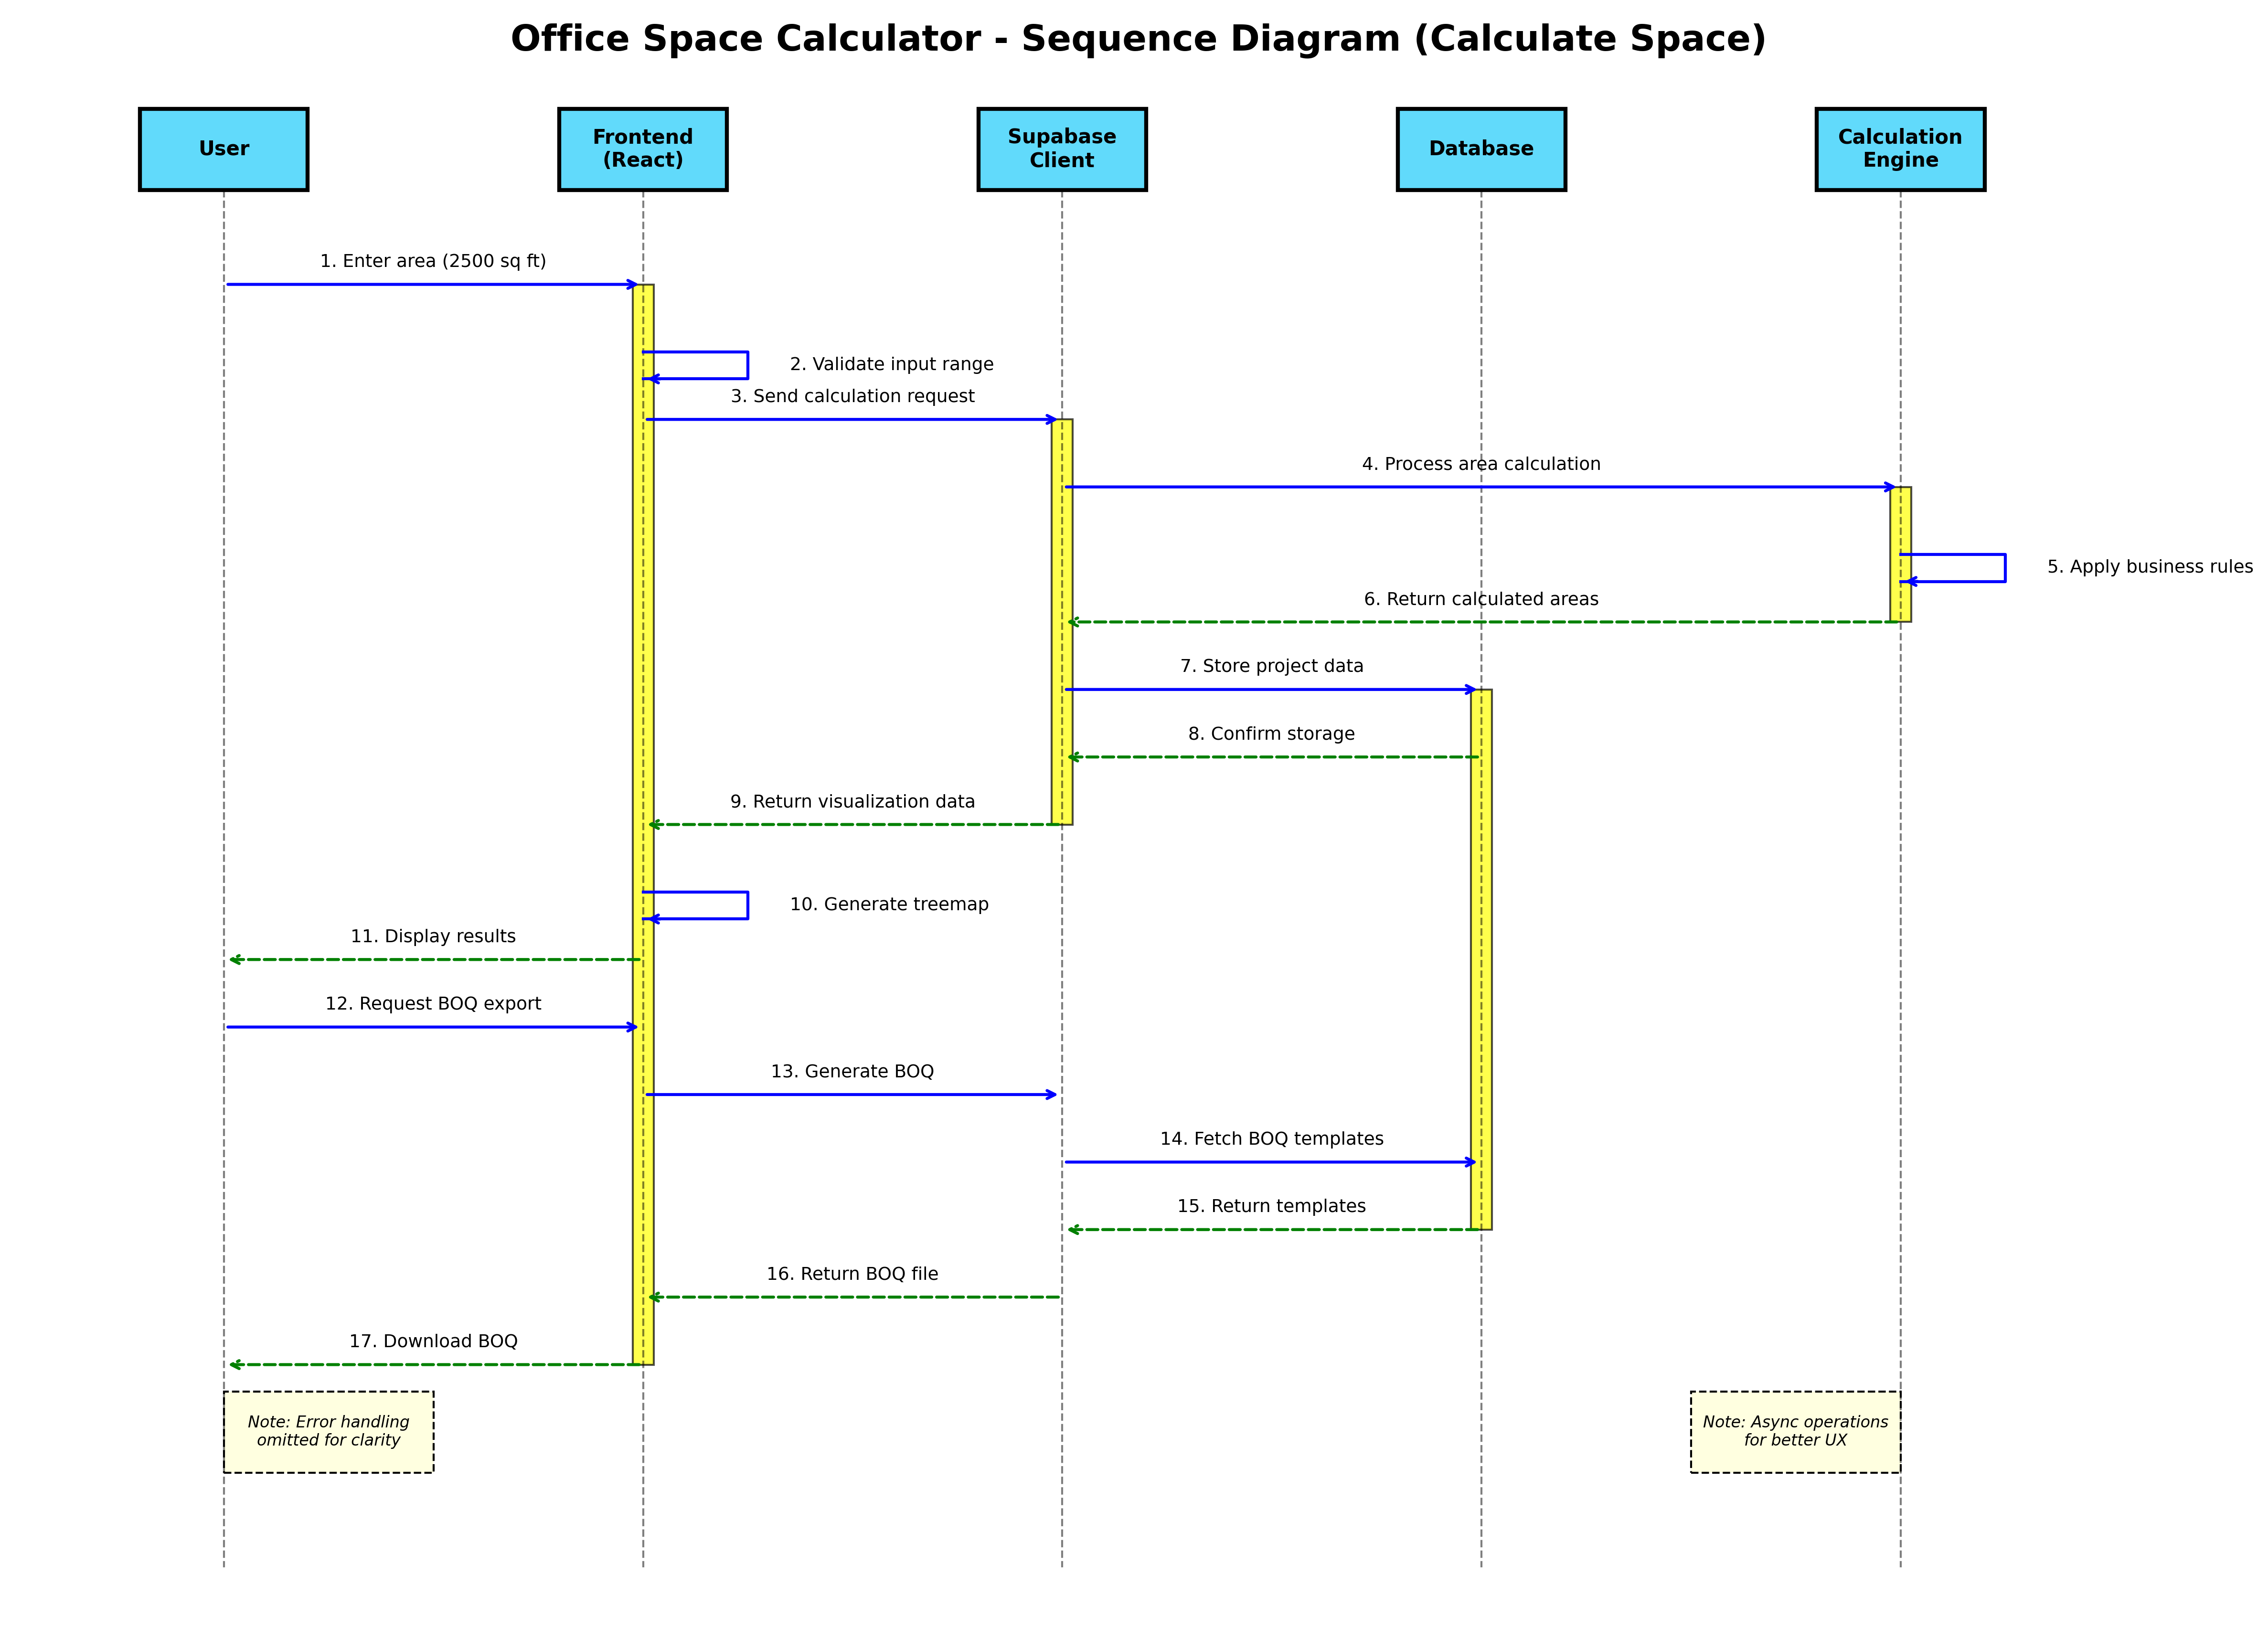 Office Space Calculator - Sequence Diagram (Calculate Space)
User
Frontend
(React)
Supabase
Client
Database
Calculation
Engine
1. Enter area (2500 sq ft)
2. Validate input range
3. Send calculation request
4. Process area calculation
5. Apply business rules
6. Return calculated areas
7. Store project data
8. Confirm storage
9. Return visualization data
10. Generate treemap
11. Display results
12. Request BOQ export
13. Generate BOQ
14. Fetch BOQ templates
15. Return templates
16. Return BOQ file
17. Download BOQ
Note: Error handling
omitted for clarity
Note: Async operations
for better UX